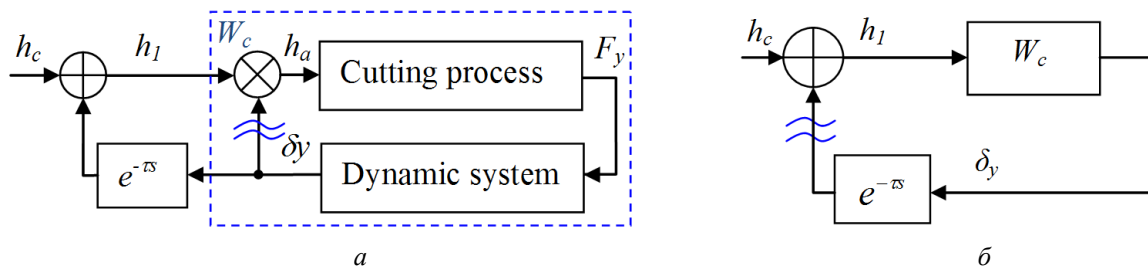 h_c
h_1
W_c
h_a
Cutting process
F_y
e^{-τs}
δy
Dynamic system
а
h_c
h_1
W_c
e^{-τs}
δ_y
б